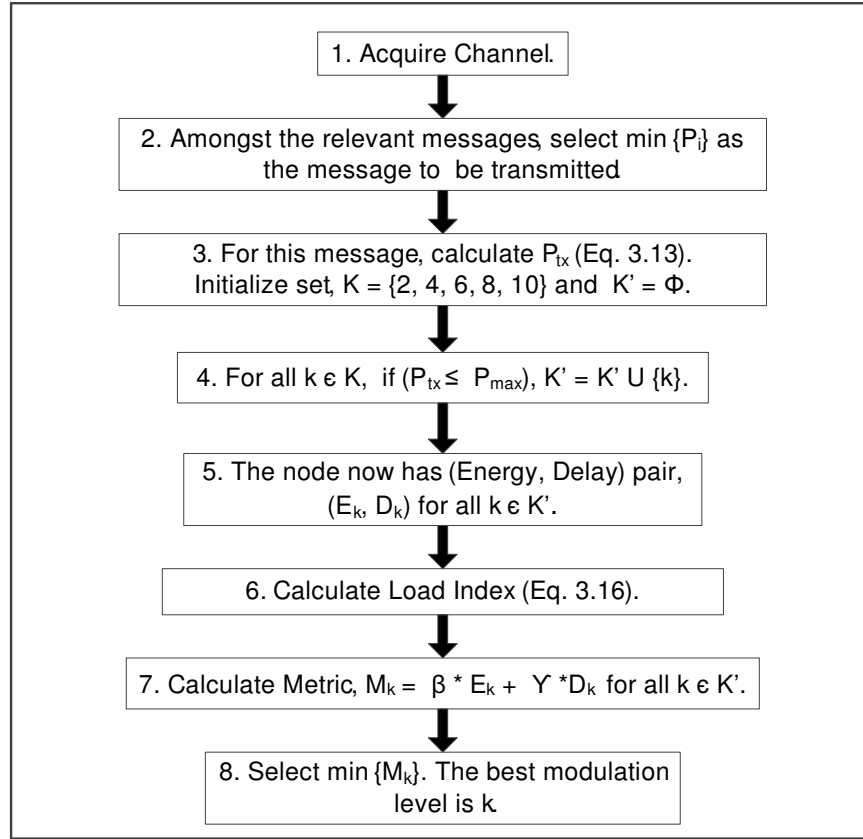 1. Acquire Channel.
2. Amongst the relevant messages, select min {Pᵢ} as
the message to be transmitted.
3. For this message, calculate Pₜₓ (Eq. 3.13).
Initialize set, K = {2, 4, 6, 8, 10} and K' = Φ.
4. For all k є K, if (Pₜₓ ≤ Pₘₐₓ), K' = K' U {k}.
5. The node now has (Energy, Delay) pair,
(Eₖ, Dₖ) for all k є K'.
6. Calculate Load Index (Eq. 3.16).
7. Calculate Metric, Mₖ = β * Eₖ + ϒ *Dₖ for all k є K'.
8. Select min {Mₖ}. The best modulation
level is k.